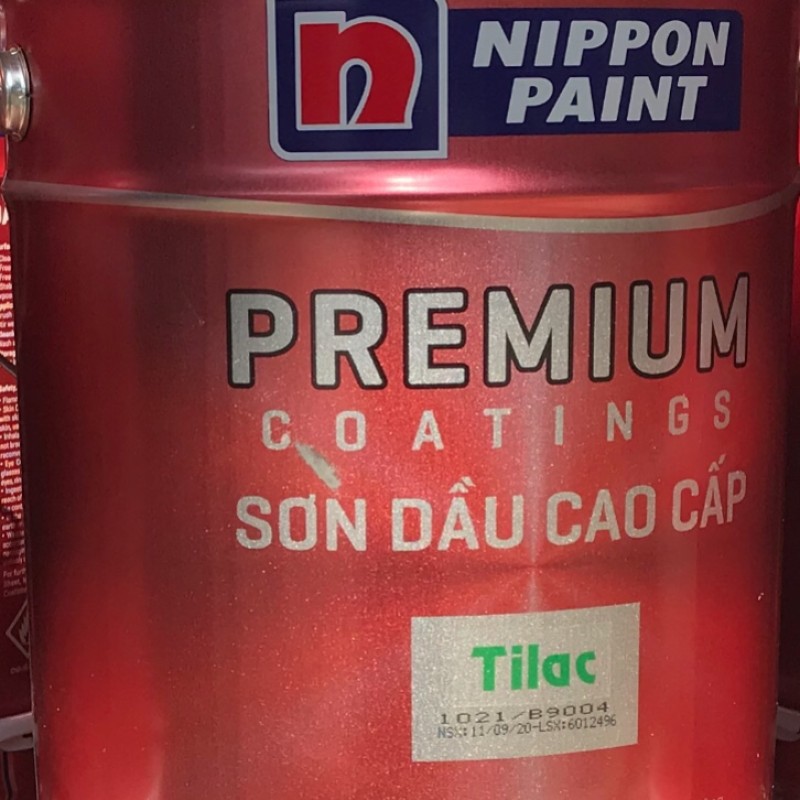 n NIPPON
PAINT
PREMIUM
COATINGS
SƠN DẦU CAO CẤP
Tilac
1021/B9004
NSX:11/09/20-LSX:6012496